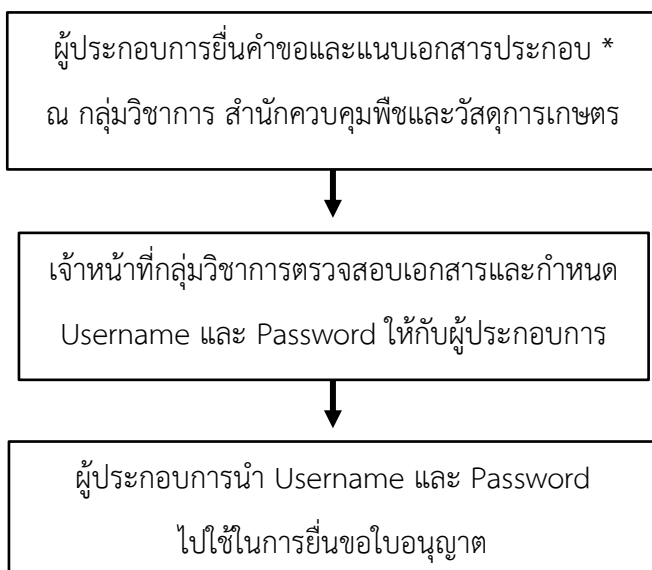 ผู้ประกอบการยื่นคำขอและแนบเอกสารประกอบ *
ณ กลุ่มวิชาการ สำนักควบคุมพืชและวัสดุการเกษตร
เจ้าหน้าที่กลุ่มวิชาการตรวจสอบเอกสารและกำหนด
Username และ Password ให้กับผู้ประกอบการ
ผู้ประกอบการนำ Username และ Password
ไปใช้ในการยื่นขอใบอนุญาต